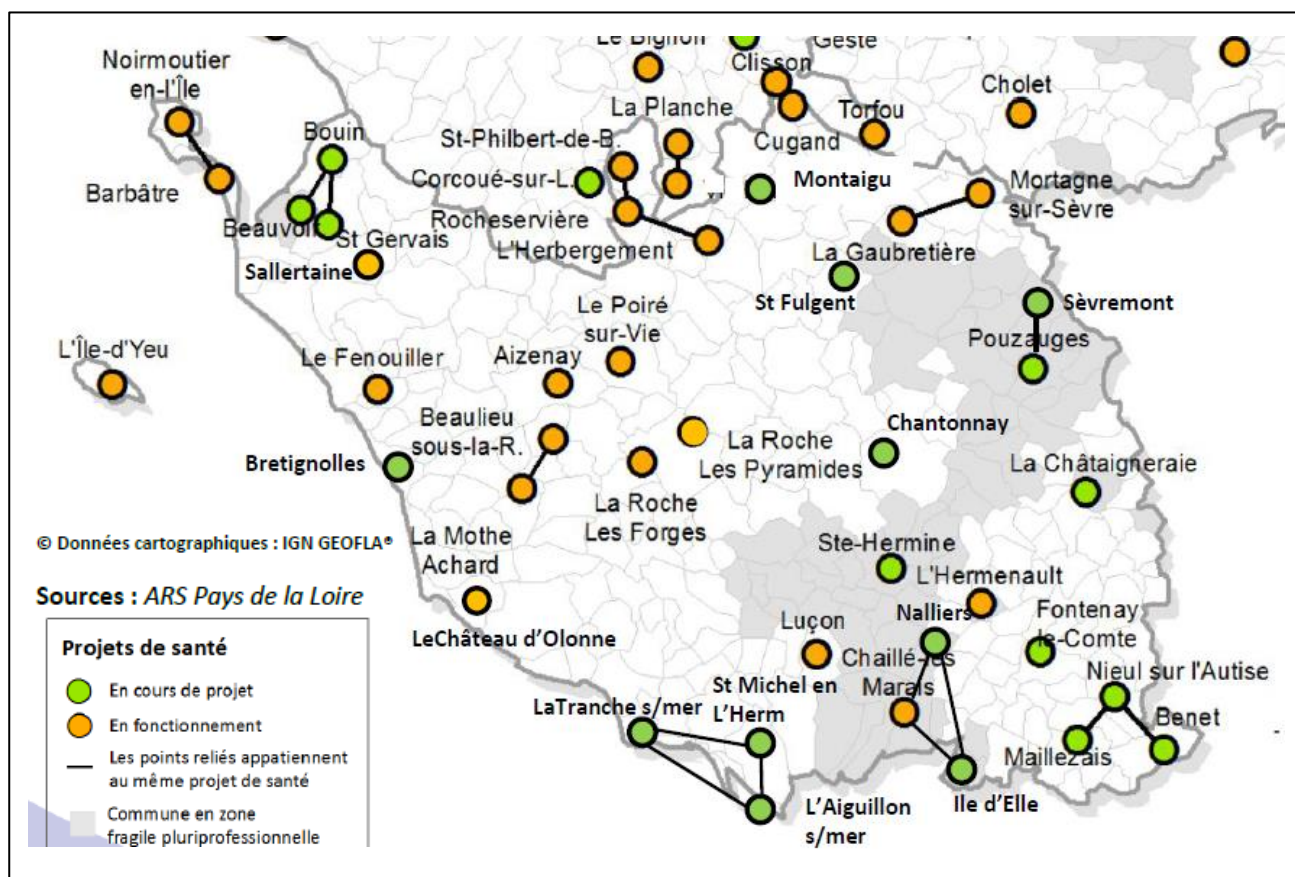 Le Bignon
Geste
Noirmoutier
en-l'Île
Clisson
Cholet
La Planche
Torfou
Bouin
St-Philbert-de-B.
Cugand
Barbâtre
Corcoué-sur-L.
Montaigu
Mortagne
sur-Sèvre
Rocheservière
Beauvoir
St Gervais
L'Herbergement
La Gaubretière
Sallertaine
St Fulgent
Sèvremont
Le Poiré
sur-Vie
Pouzauges
L'Île-d'Yeu
Le Fenouiller
Aizenay
Beaulieu
sous-la-R.
Chantonnay
La Roche
Les Pyramides
Bretignolles
La Châtaigneraie
La Roche
Les Forges
La Mothe
Achard
© Données cartographiques : IGN GEOFLA®
Ste-Hermine
L'Hermenault
Sources : ARS Pays de la Loire
Nalliers
Fontenay
le-Comte
Luçon
LeChâteau d'Olonne
Chaillé-les
Marais
Nieul sur l'Autise
St Michel en
L'Herm
LaTranche s/mer
Benet
Maillezais
Ile d'Elle
L'Aiguillon
s/mer
Projets de santé
En cours de projet
En fonctionnement
Les points reliés appatiennent
au même projet de santé
Commune en zone
fragile pluriprofessionnelle